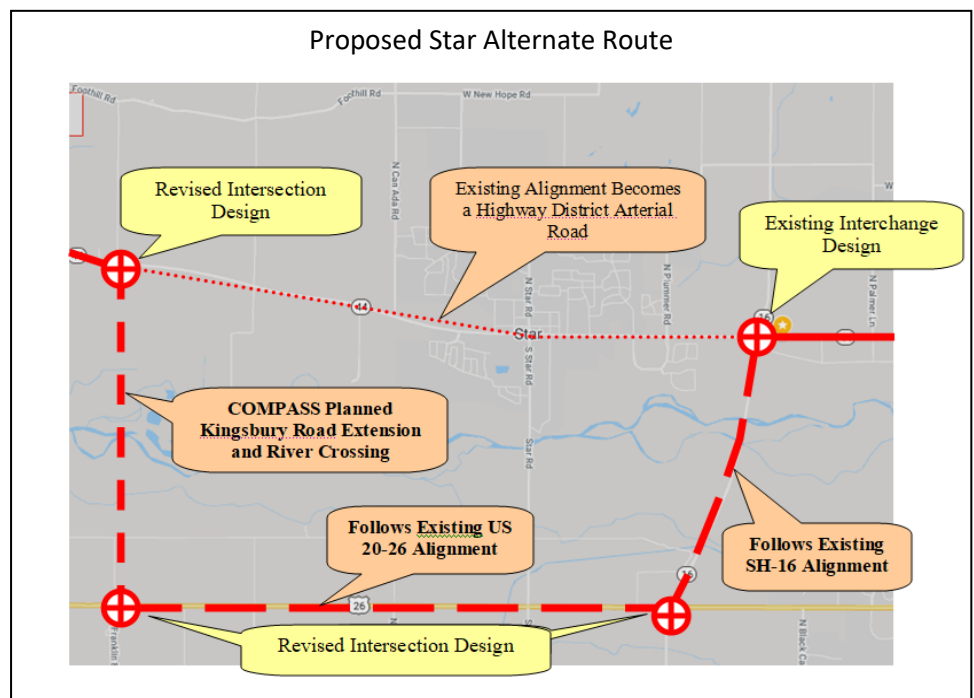 Proposed Star Alternate Route
Foothill Rd
Foothill Rd
W New Hope Rd
N Can Ada Rd
Revised Intersection
Design
Existing Alignment Becomes
a Highway District Arterial
Road
Existing Interchange
Design
W
N Palmer Ln
N Plummer Rd
N Star Rd
44
16
Star
S Star Rd
COMPASS Planned
Kingsbury Road Extension
and River Crossing
Star Rd
Follows Existing US
20-26 Alignment
Follows Existing
SH-16 Alignment
16
26
Revised Intersection Design
Franklin
N
S
N Black Ca